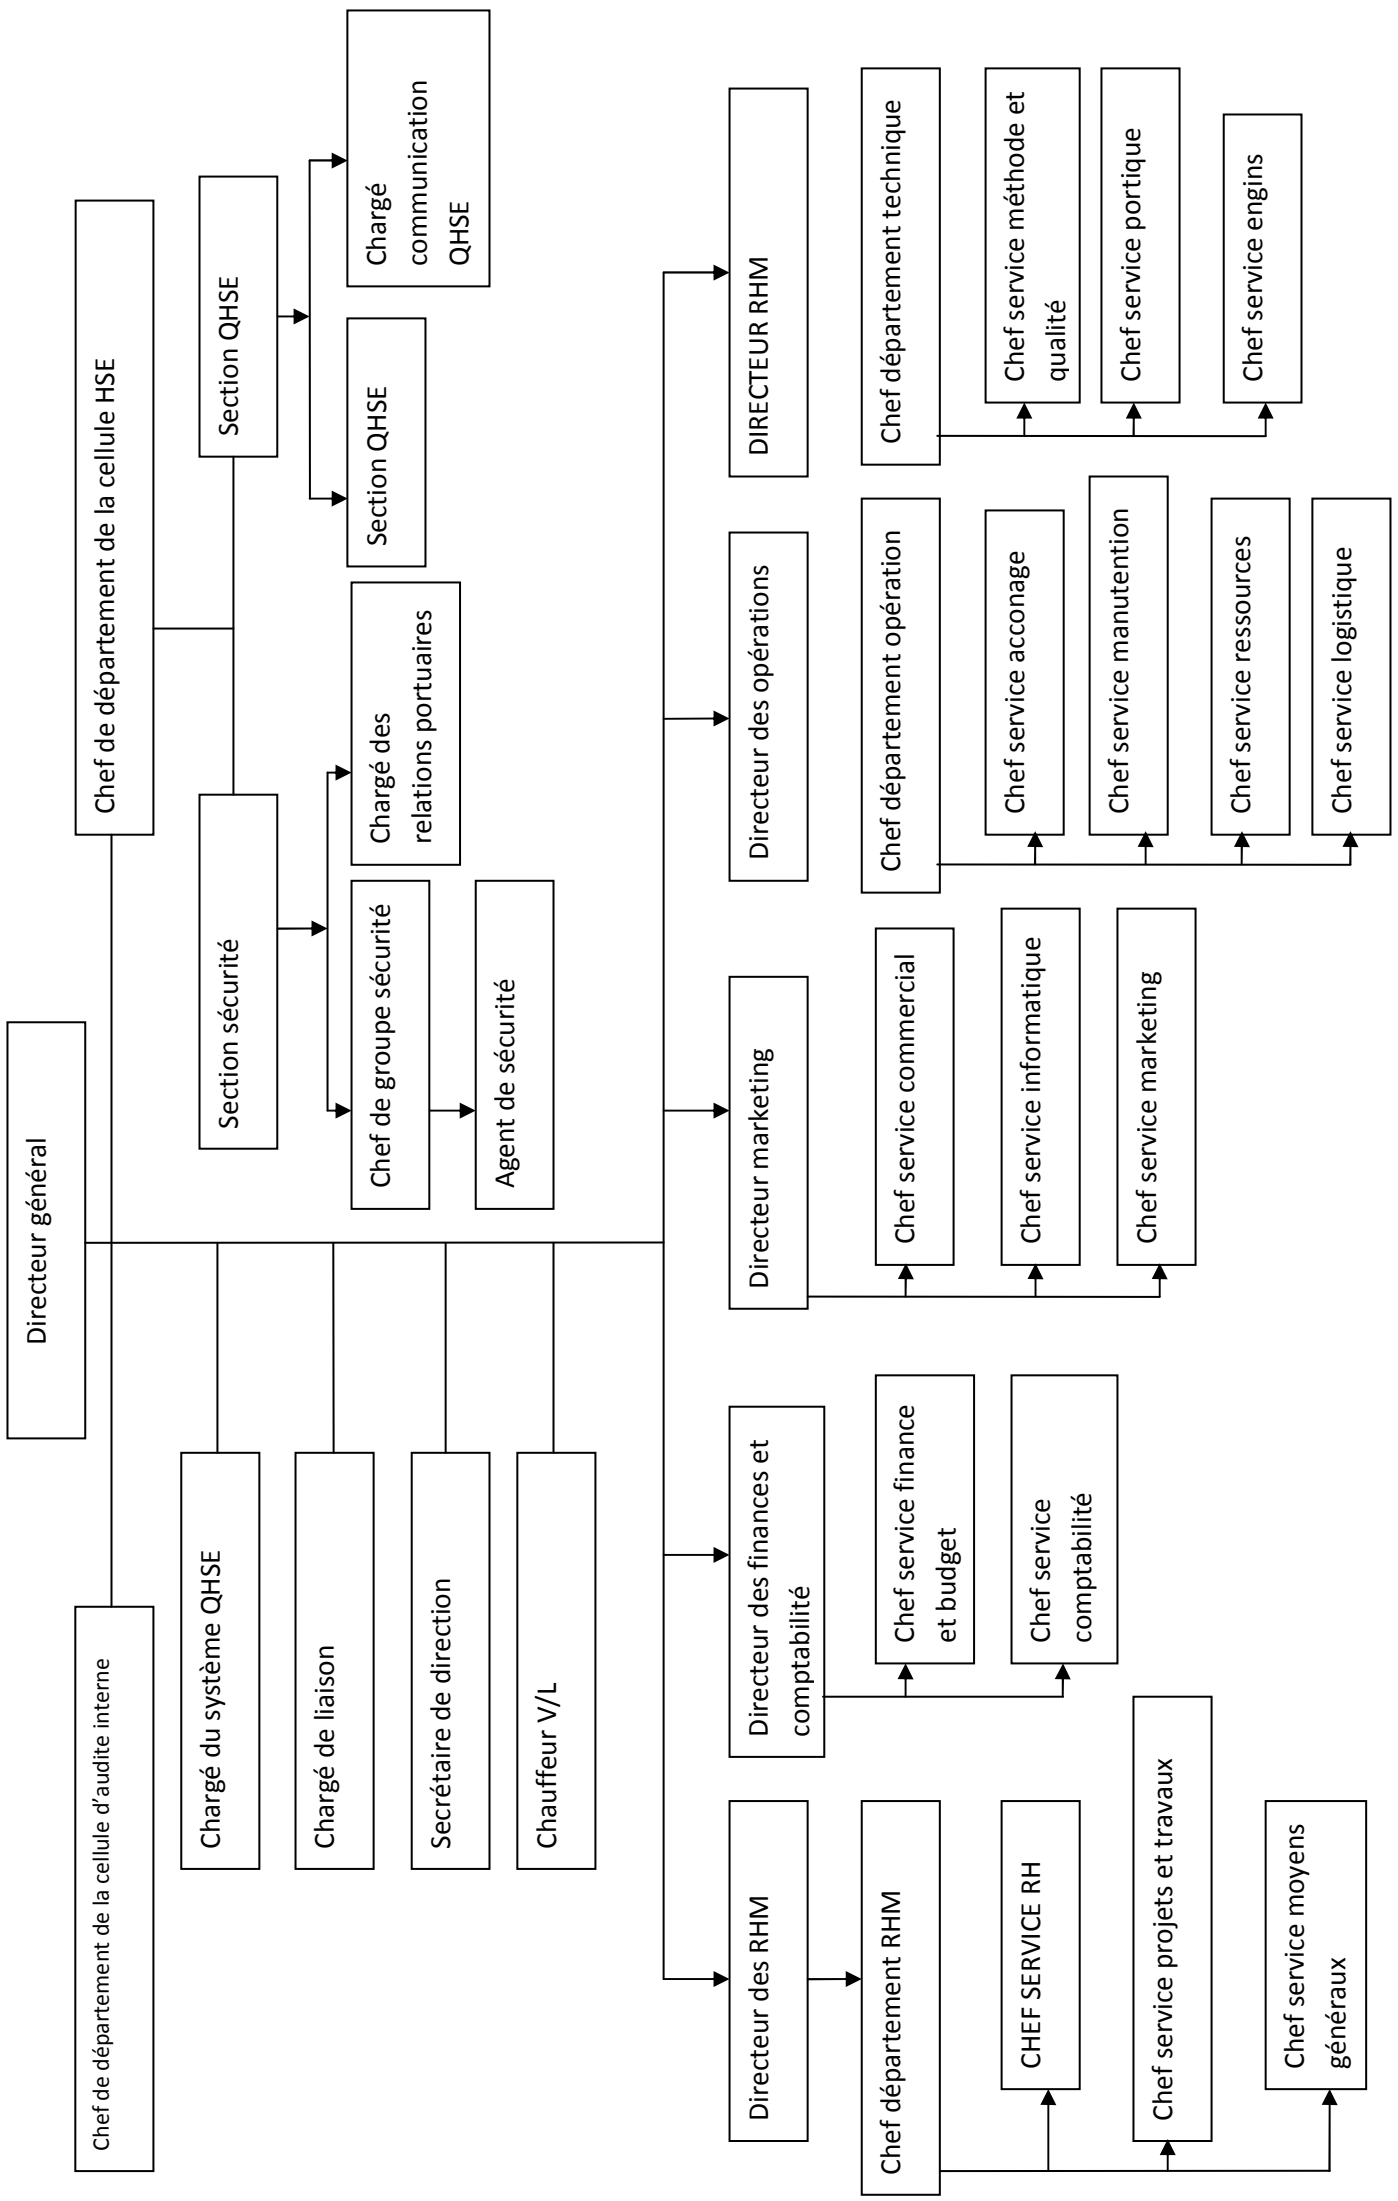 Directeur général
Chef de département de la cellule d'audite interne
Chef de département de la cellule HSE
Chargé du système QHSE
Chargé de liaison
Secrétaire de direction
Chauffeur V/L
Section sécurité
Section QHSE
Chef de groupe sécurité
Chargé des
relations portuaires
Agent de sécurité
Section QHSE
Chargé
communication
QHSE
Directeur des RHM
Directeur des finances et
comptabilité
Directeur marketing
Directeur des opérations
DIRECTEUR RHM
Chef département RHM
CHEF SERVICE RH
Chef service projets et travaux
Chef service moyens
généraux
Chef service finance
et budget
Chef service
comptabilité
Chef service commercial
Chef service informatique
Chef service marketing
Chef département opération
Chef service acconage
Chef service manutention
Chef service ressources
Chef service logistique
Chef département technique
Chef service méthode et
qualité
Chef service portique
Chef service engins